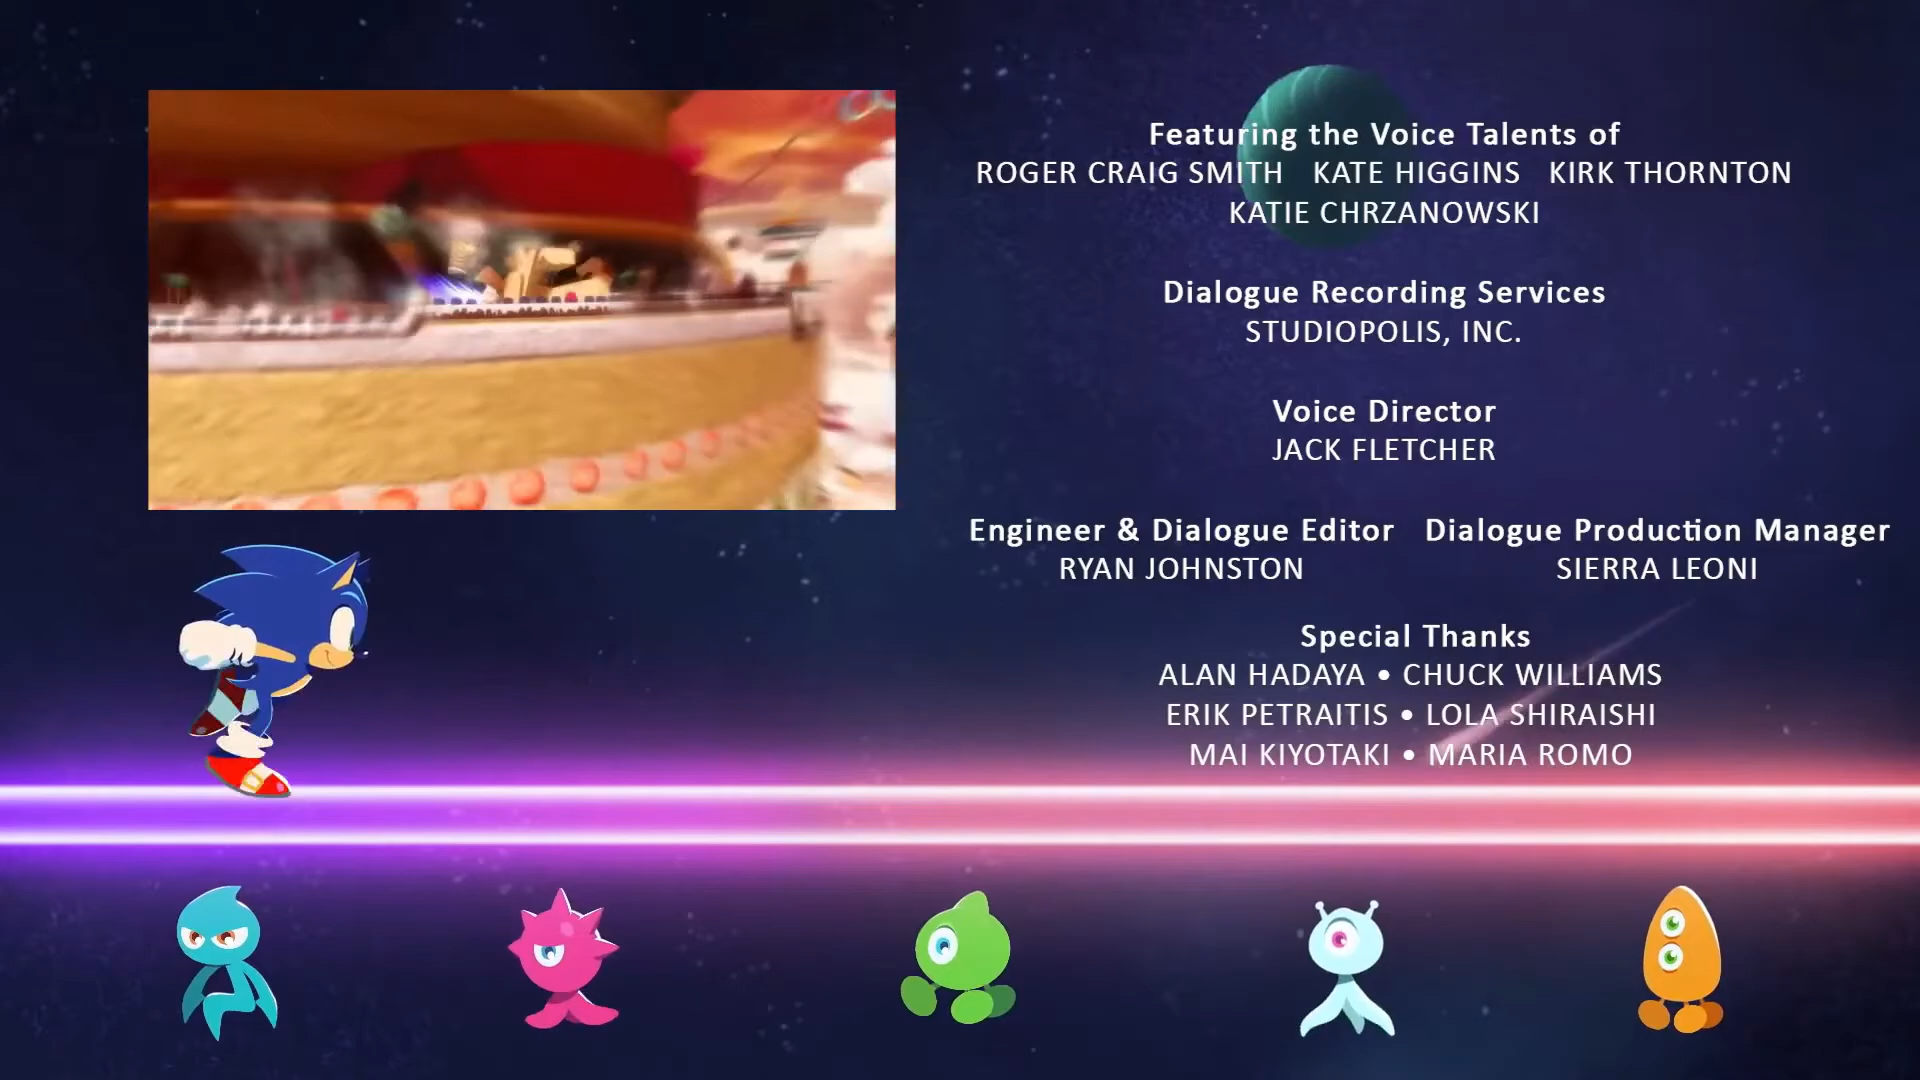 Featuring the Voice Talents of
ROGER CRAIG SMITH KATE HIGGINS KIRK THORNTON
KATIE CHRZANOWSKI
Dialogue Recording Services
STUDIOPOLIS, INC.
Voice Director
JACK FLETCHER
Engineer & Dialogue Editor Dialogue Production Manager
RYAN JOHNSTON SIERRA LEONI
Special Thanks
ALAN HADAYA • CHUCK WILLIAMS
ERIK PETRAITIS • LOLA SHIRAISHI
MAI KIYOTAKI • MARIA ROMO